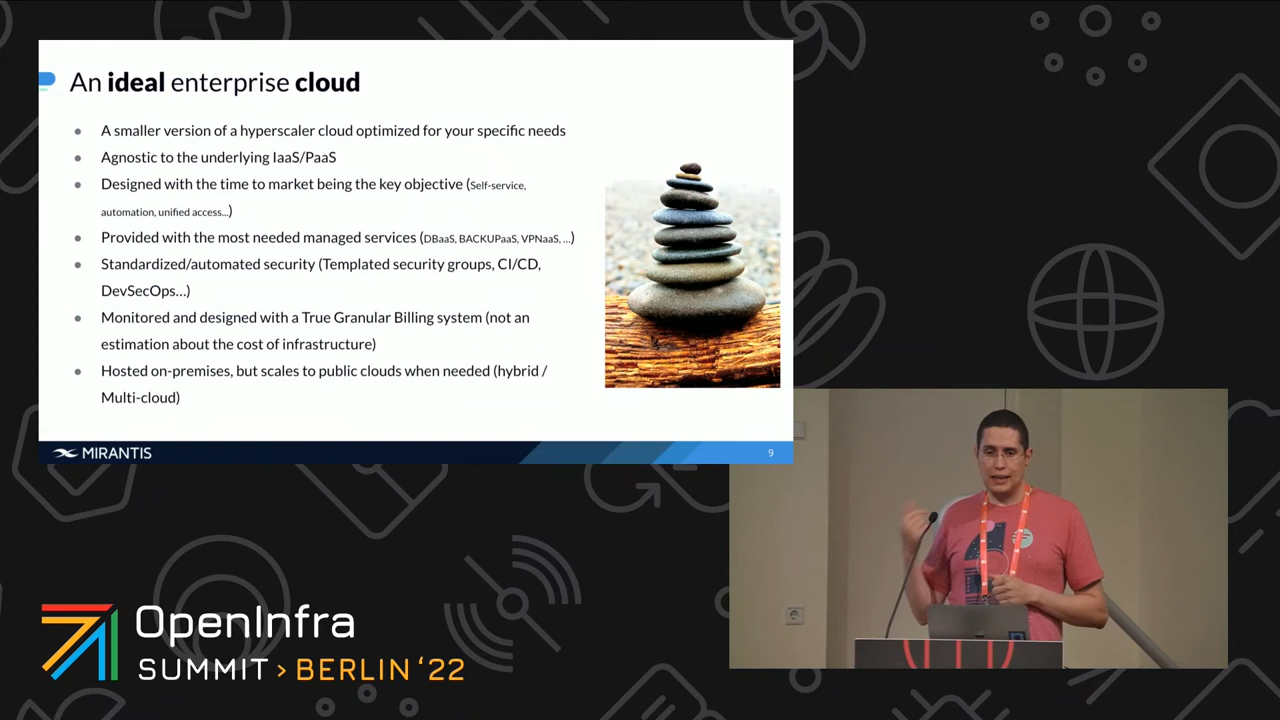 An ideal enterprise cloud
A smaller version of a hyperscaler cloud optimized for your specific needs
Agnostic to the underlying IaaS/PaaS
Designed with the time to market being the key objective (Self-service,
automation, unified access...)
Provided with the most needed managed services (DBaaS, BACKUPaaS, VPNaaS, ...)
Standardized/automated security (Templated security groups, CI/CD,
DevSecOps...)
Monitored and designed with a True Granular Billing system (not an
estimation about the cost of infrastructure)
Hosted on-premises, but scales to public clouds when needed (hybrid /
Multi-cloud)
MIRANTIS
9
OpenInfra
SUMMIT > BERLIN '22